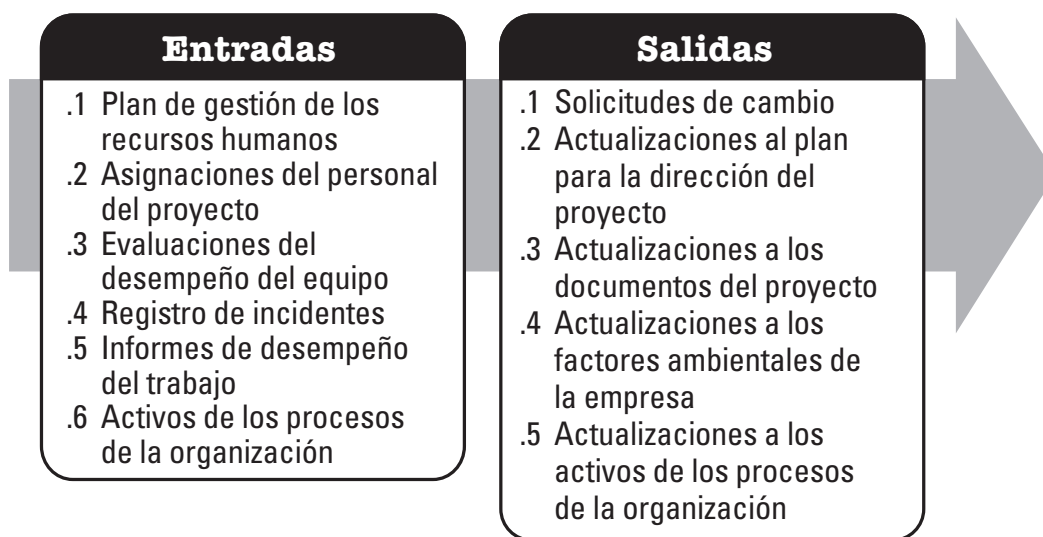 Entradas
.1 Plan de gestión de los
recursos humanos
.2 Asignaciones del personal
del proyecto
.3 Evaluaciones del
desempeño del equipo
.4 Registro de incidentes
.5 Informes de desempeño
del trabajo
.6 Activos de los procesos
de la organización
Salidas
.1 Solicitudes de cambio
.2 Actualizaciones al plan
para la dirección del
proyecto
.3 Actualizaciones a los
documentos del proyecto
.4 Actualizaciones a los
factores ambientales de
la empresa
.5 Actualizaciones a los
activos de los procesos
de la organización